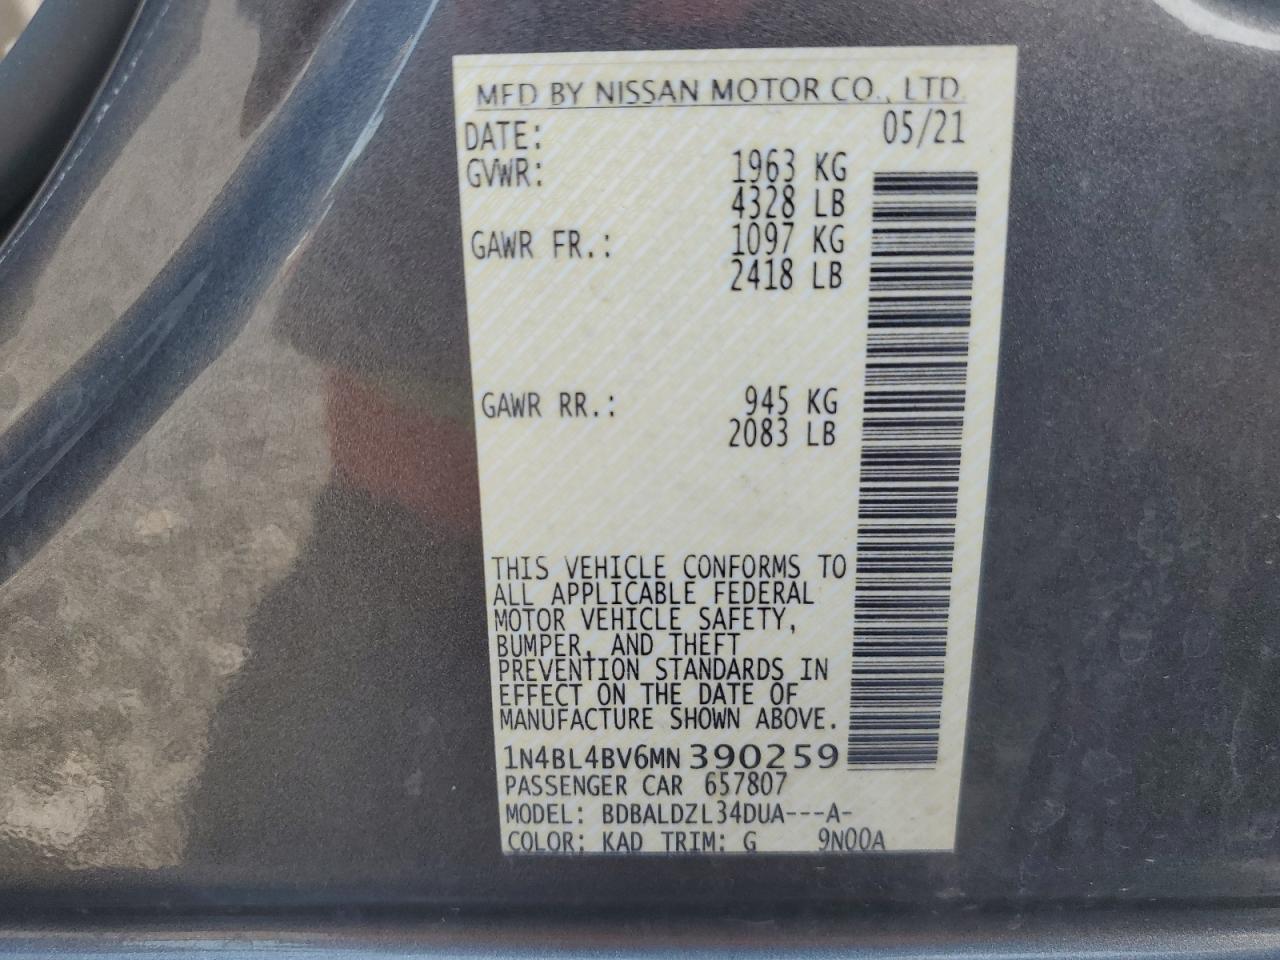 MFD BY NISSAN MOTOR CO., LTD.
DATE: 05/21
GVWR: 1963 KG
4328 LB
GAWR FR.: 1097 KG
2418 LB
GAWR RR.: 945 KG
2083 LB
THIS VEHICLE CONFORMS TO
ALL APPLICABLE FEDERAL
MOTOR VEHICLE SAFETY,
BUMPER, AND THEFT
PREVENTION STANDARDS IN
EFFECT ON THE DATE OF
MANUFACTURE SHOWN ABOVE.
1N4BL4BV6MN390259
PASSENGER CAR 657807
MODEL: BDBALDZL34DUA---A-
COLOR: KAD TRIM: G 9N00A